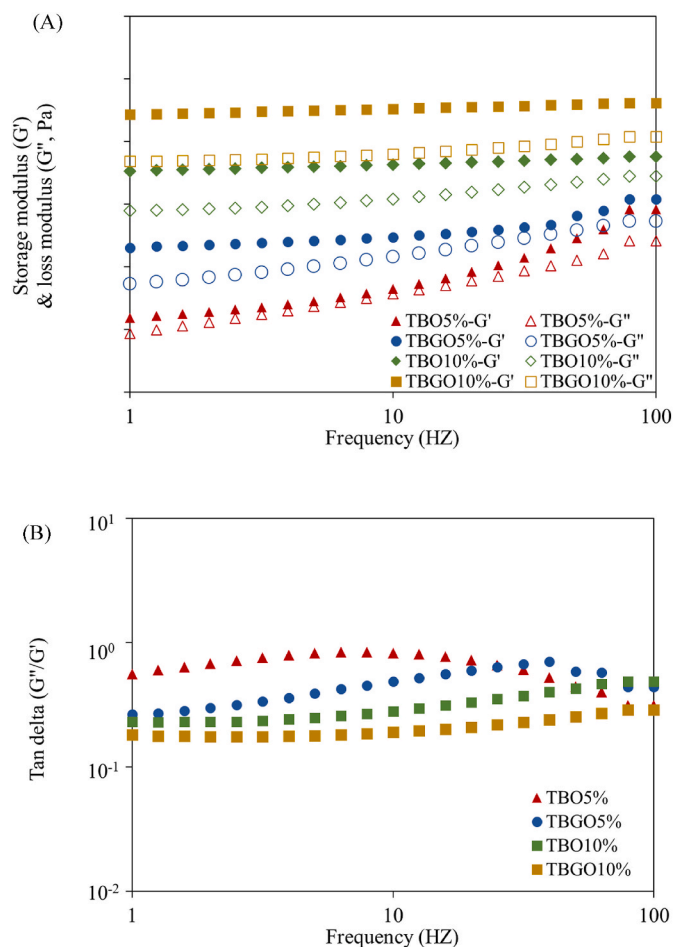 (A)
Storage modulus (G')
& loss modulus (G'', Pa)
TBO5%-G' TBO5%-G''
TBGO5%-G' TBGO5%-G''
TBO10%-G' TBO10%-G''
TBGO10%-G' TBGO10%-G''
1 10 100
Frequency (HZ)
(B)
Tan delta (G''/G')
10¹
10⁰
10⁻¹
10⁻²
TBO5%
TBGO5%
TBO10%
TBGO10%
1 10 100
Frequency (HZ)